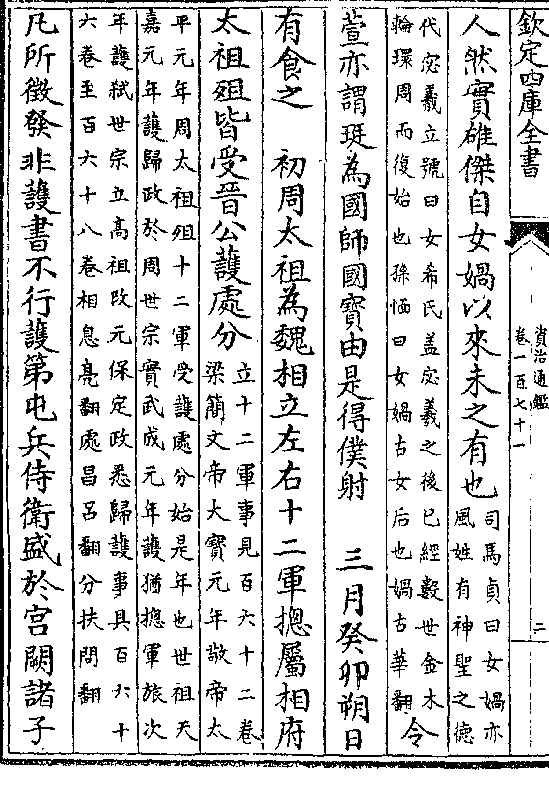 欽定四庫全書
資治通鑑
卷一百七十一
二
人然實雄傑自女媧以來未之有也
司馬貞曰女媧亦
風姓有神聖之德
代宓羲立號曰女希氏蓋宓羲之後已經數世金木
輪環周而復始也孫愐曰女媧古女后也媧古華翻
令
萱亦謂珽為國師國寶由是得僕射　三月癸卯朔日
有食之　初周太祖為魏相立左右十二軍摠屬相府
太祖殂皆受晉公護處分
立十二軍事見百六十二卷
梁簡文帝大寶元年敬帝太
平元年周太祖殂十二軍受護處分始是年也世祖天
嘉元年護歸政於周世宗實武成元年護猶摠軍旅次
年護弑世宗立高祖改元保定政悉歸護事具百六十
六卷至百六十八卷相息亮翻處昌呂翻分扶問翻
凡所徵發非護書不行護第屯兵侍衛盛於宫闕諸子